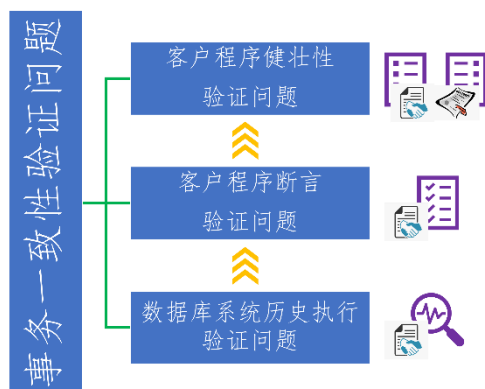 事务一致性验证问题
客户程序健壮性
验证问题
客户程序断言
验证问题
数据库系统历史执行
验证问题